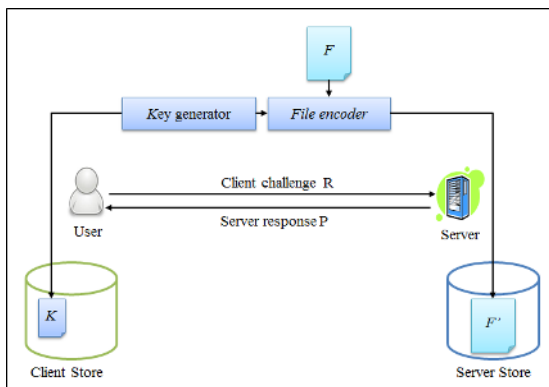 F
Key generator
File encoder
Client challenge R
Server response P
User
Server
K
F'
Client Store
Server Store